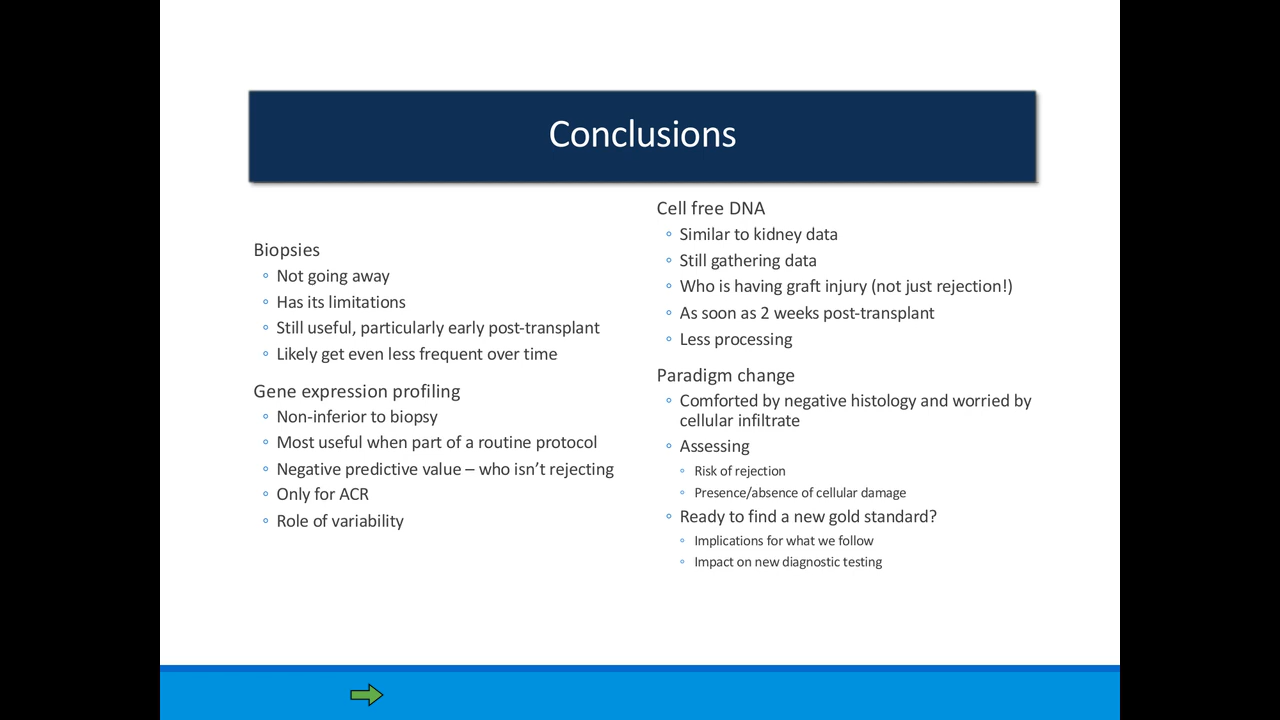 Conclusions
Biopsies
Not going away
Has its limitations
Still useful, particularly early post-transplant
Likely get even less frequent over time
Gene expression profiling
Non-inferior to biopsy
Most useful when part of a routine protocol
Negative predictive value – who isn’t rejecting
Only for ACR
Role of variability
Cell free DNA
Similar to kidney data
Still gathering data
Who is having graft injury (not just rejection!)
As soon as 2 weeks post-transplant
Less processing
Paradigm change
Comforted by negative histology and worried by
cellular infiltrate
Assessing
Risk of rejection
Presence/absence of cellular damage
Ready to find a new gold standard?
Implications for what we follow
Impact on new diagnostic testing